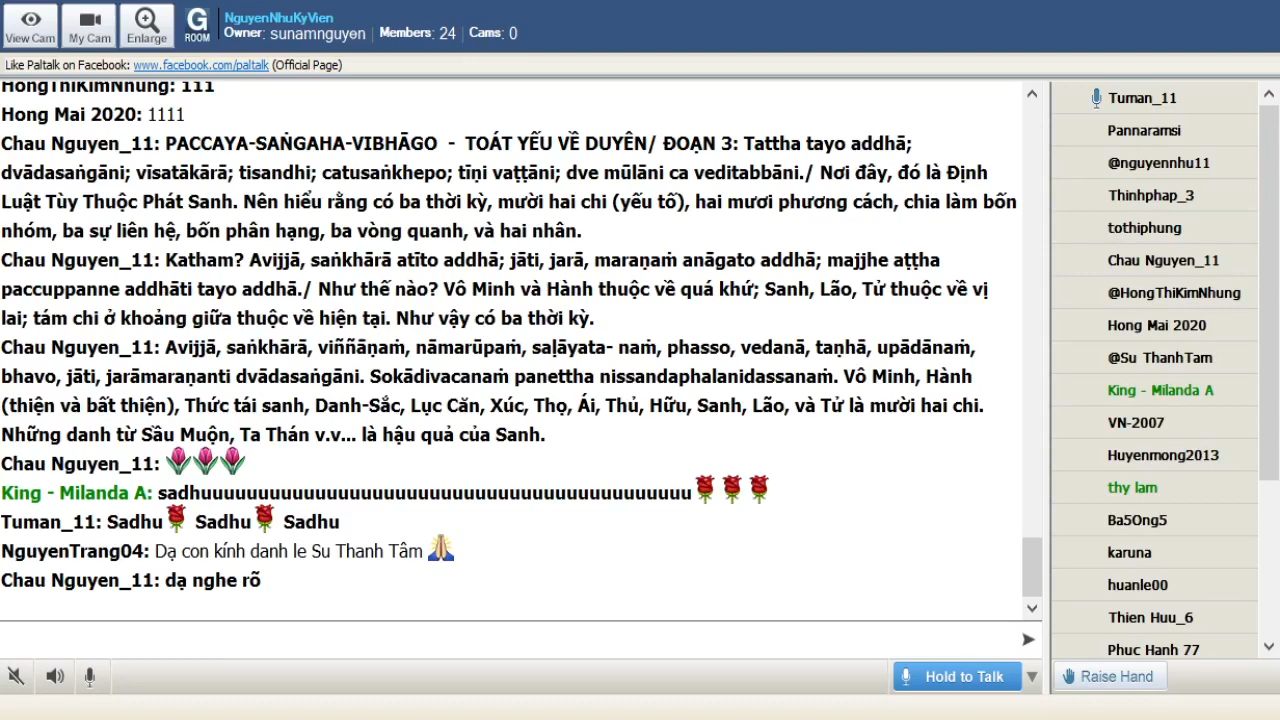 View Cam
My Cam
Enlarge
G
ROOM
NguyenNhuKyVien
Owner: sunamnguyen | Members: 24 | Cams: 0
Like Paltalk on Facebook: www.facebook.com/paltalk (Official Page)
HongThiKimNhung: 111
Hong Mai 2020: 1111
Chau Nguyen_11: PACCAYA-SAṄGAHA-VIBHĀGO - TOÁT YẾU VỀ DUYÊN/ ĐOẠN 3: Tattha tayo addhā;
dvādasaṅgāni; vīsatākārā; tisandhi; catusaṅkhepo; tīṇi vaṭṭāni; dve mūlāni ca veditabbāni./ Nơi đây, đó là Định
Luật Tùy Thuộc Phát Sanh. Nên hiểu rằng có ba thời kỳ, mười hai chi (yếu tố), hai mươi phương cách, chia làm bốn
nhóm, ba sự liên hệ, bốn phân hạng, ba vòng quanh, và hai nhân.
Chau Nguyen_11: Katham? Avijjā, saṅkhārā atīto addhā; jāti, jarā, maraṇaṁ anāgato addhā; majjhe aṭṭha
paccuppanne addhāti tayo addhā./ Như thế nào? Vô Minh và Hành thuộc về quá khứ; Sanh, Lão, Tử thuộc về vị
lai; tám chi ở khoảng giữa thuộc về hiện tại. Như vậy có ba thời kỳ.
Chau Nguyen_11: Avijjā, saṅkhārā, viññāṇaṁ, nāmarūpaṁ, saḷāyata- naṁ, phasso, vedanā, taṇhā, upādānaṁ,
bhavo, jāti, jarāmaraṇanti dvādasaṅgāni. Sokādivacanaṁ panettha nissandaphalanidassanaṁ. Vô Minh, Hành
(thiện và bất thiện), Thức tái sanh, Danh-Sắc, Lục Căn, Xúc, Thọ, Ái, Thủ, Hữu, Sanh, Lão, và Tử là mười hai chi.
Những danh từ Sầu Muộn, Ta Thán v.v... là hậu quả của Sanh.
Chau Nguyen_11: 🌷🌷🌷
King - Milanda A: sadhuuuuuuuuuuuuuuuuuuuuuuuuuuuuuuuuuuuuuuuuuuu🌹🌹🌹
Tuman_11: Sadhu🌹 Sadhu🌹 Sadhu
NguyenTrang04: Dạ con kính danh le Su Thanh Tâm 🙏
Chau Nguyen_11: dạ nghe rõ
Hold to Talk
Tuman_11
Pannaramsi
@nguyennhu11
Thinhphap_3
tothiphung
Chau Nguyen_11
@HongThiKimNhung
Hong Mai 2020
@Su ThanhTam
King - Milanda A
VN-2007
Huyenmong2013
thy lam
Ba5Ong5
karuna
huanle00
Thien Huu_6
Phuc Hanh 77
Raise Hand